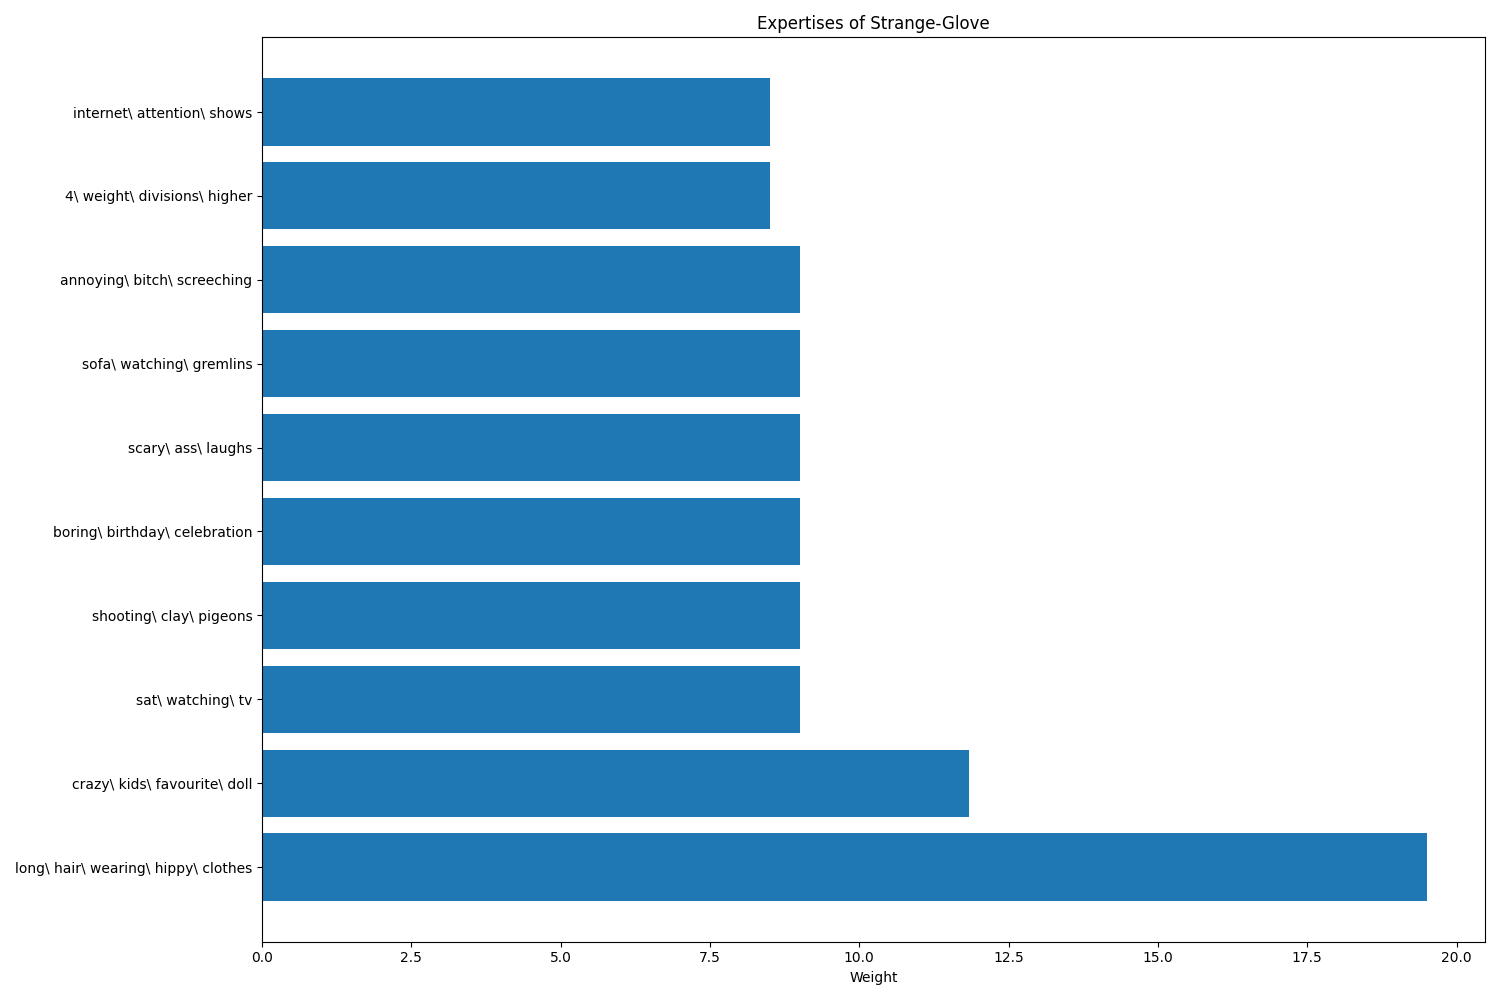 Expertises of Strange-Glove
internet\ attention\ shows
4\ weight\ divisions\ higher
annoying\ bitch\ screeching
sofa\ watching\ gremlins
scary\ ass\ laughs
boring\ birthday\ celebration
shooting\ clay\ pigeons
sat\ watching\ tv
crazy\ kids\ favourite\ doll
long\ hair\ wearing\ hippy\ clothes
0.0 2.5 5.0 7.5 10.0 12.5 15.0 17.5 20.0
Weight